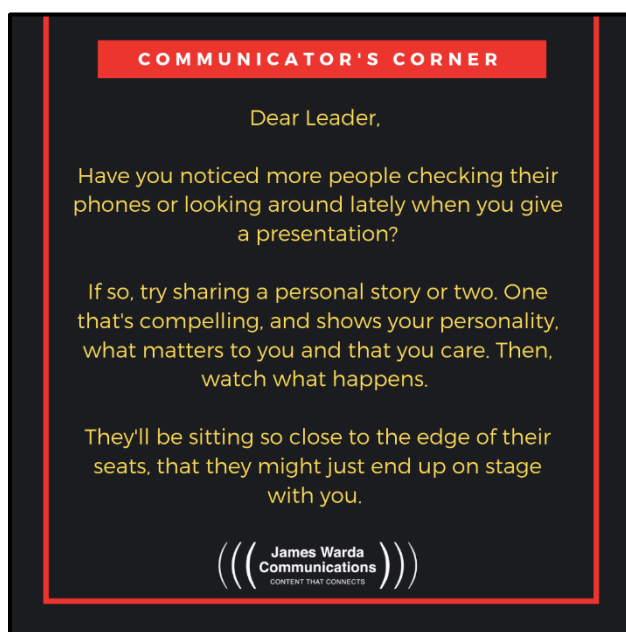 COMMUNICATOR'S CORNER
Dear Leader,
Have you noticed more people checking their
phones or looking around lately when you give
a presentation?
If so, try sharing a personal story or two. One
that's compelling, and shows your personality,
what matters to you and that you care. Then,
watch what happens.
They'll be sitting so close to the edge of their
seats, that they might just end up on stage
with you.
James Warda
Communications
CONTENT THAT CONNECTS